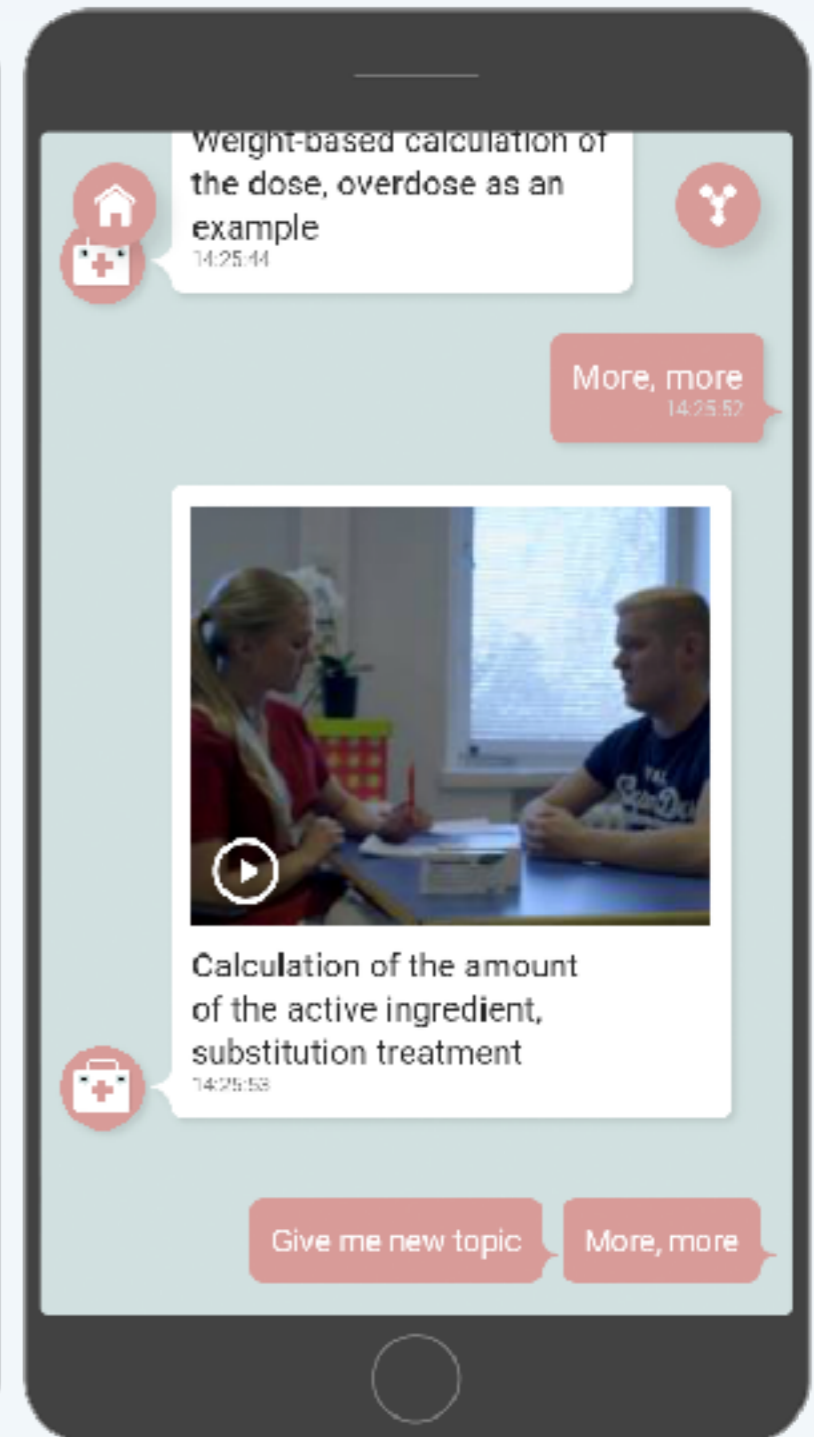 Weight-based calculation of
the dose, overdose as an
example
14:25:44
More, more
14:25:52
Calculation of the amount
of the active ingredient,
substitution treatment
14:25:53
Give me new topic
More, more